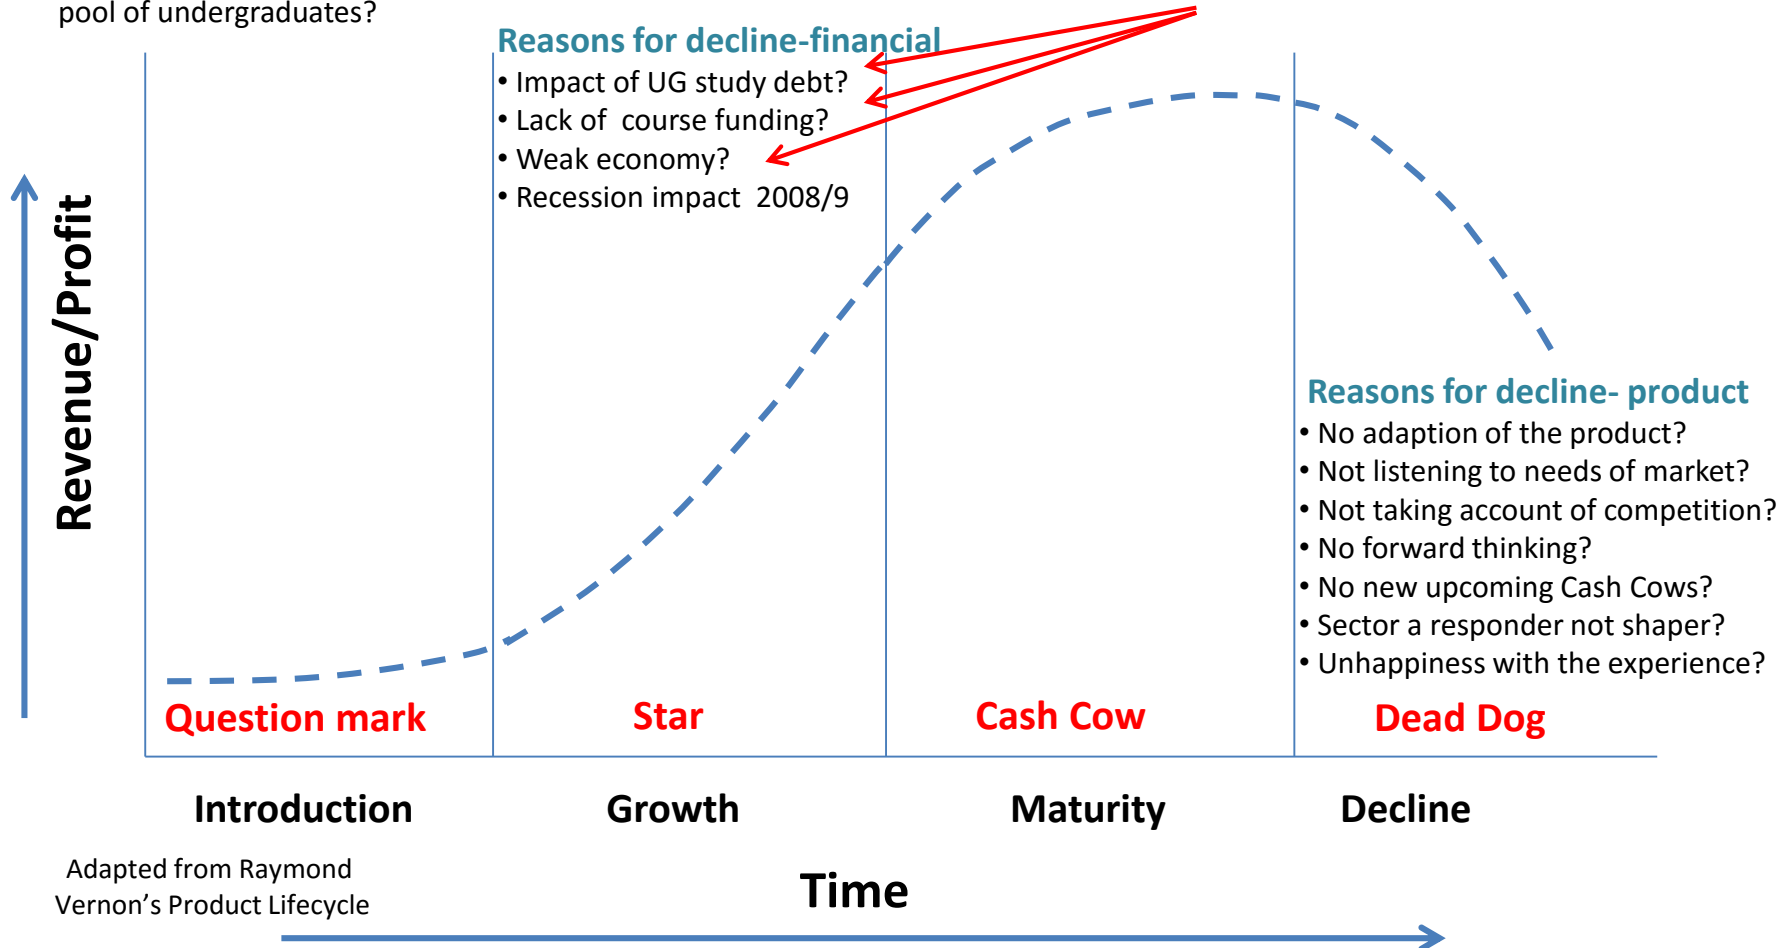 pool of undergraduates?
Reasons for decline-financial
• Impact of UG study debt?
• Lack of course funding?
• Weak economy?
• Recession impact 2008/9
Revenue/Profit
Reasons for decline- product
• No adaption of the product?
• Not listening to needs of market?
• Not taking account of competition?
• No forward thinking?
• No new upcoming Cash Cows?
• Sector a responder not shaper?
• Unhappiness with the experience?
Question mark
Star
Cash Cow
Dead Dog
Introduction
Growth
Maturity
Decline
Adapted from Raymond
Vernon’s Product Lifecycle
Time